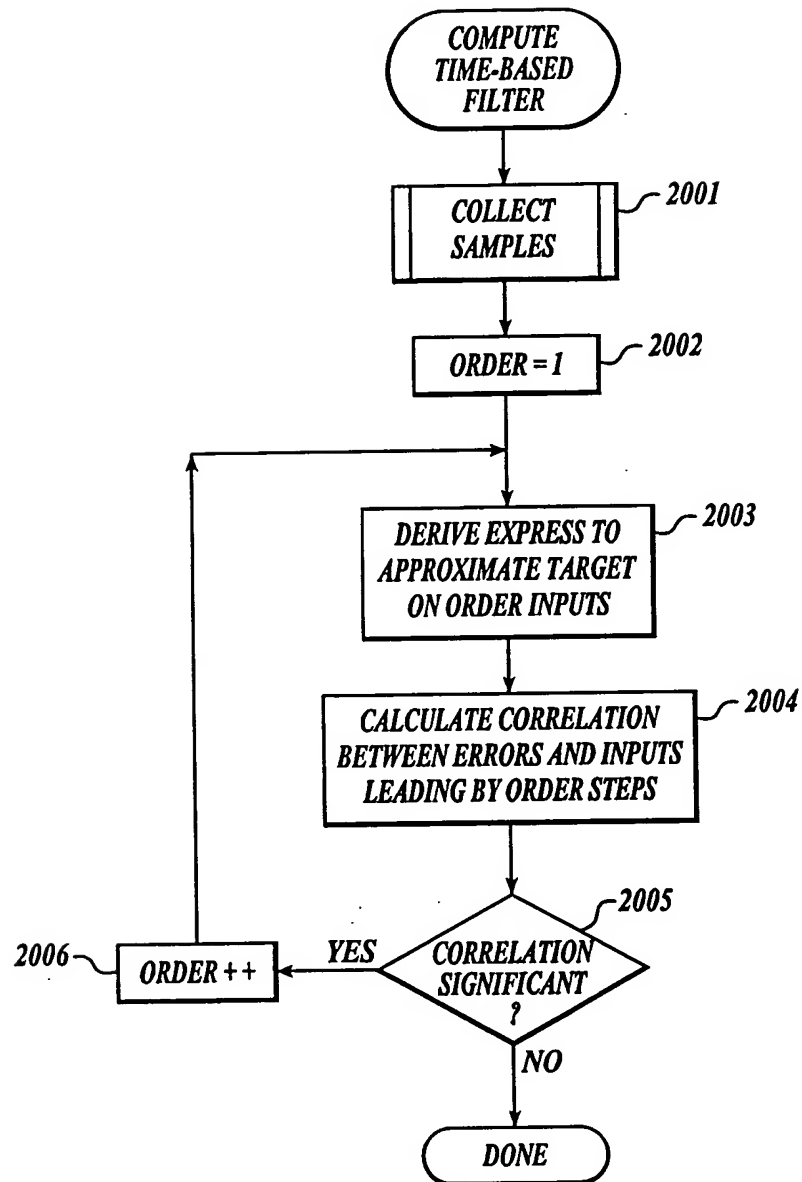 COMPUTE
TIME-BASED
FILTER
COLLECT
SAMPLES
2001
ORDER = 1
2002
DERIVE EXPRESS TO
APPROXIMATE TARGET
ON ORDER INPUTS
2003
CALCULATE CORRELATION
BETWEEN ERRORS AND INPUTS
LEADING BY ORDER STEPS
2004
CORRELATION
SIGNIFICANT
?
2005
YES
2006
ORDER + +
NO
DONE